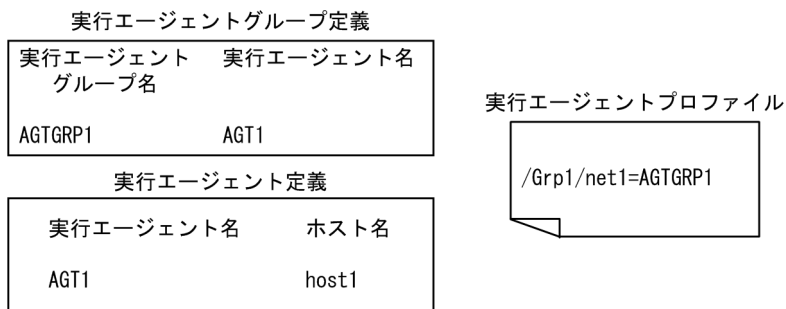 実行エージェントグループ定義
実行エージェント 実行エージェント名
グループ名
AGTGRP1 AGT1
実行エージェント定義
実行エージェント名 ホスト名
AGT1 host1
実行エージェントプロファイル
/Grp1/net1=AGTGRP1